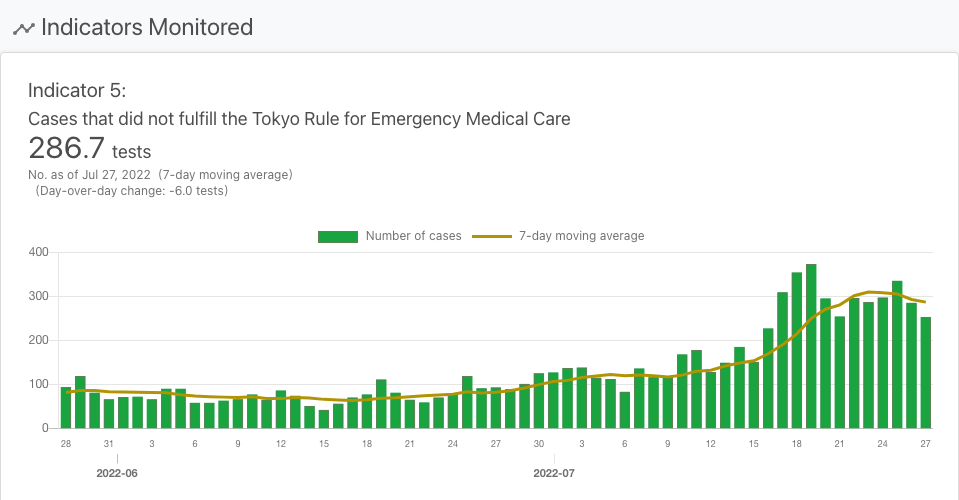 Indicators Monitored
Indicator 5:
Cases that did not fulfill the Tokyo Rule for Emergency Medical Care
286.7 tests
No. as of Jul 27, 2022 (7-day moving average)
(Day-over-day change: -6.0 tests)
Number of cases 7-day moving average
400
300
200
100
0
28 31 3 6 9 12 15 18 21 24 27 30 3 6 9 12 15 18 21 24 27
2022-06 2022-07